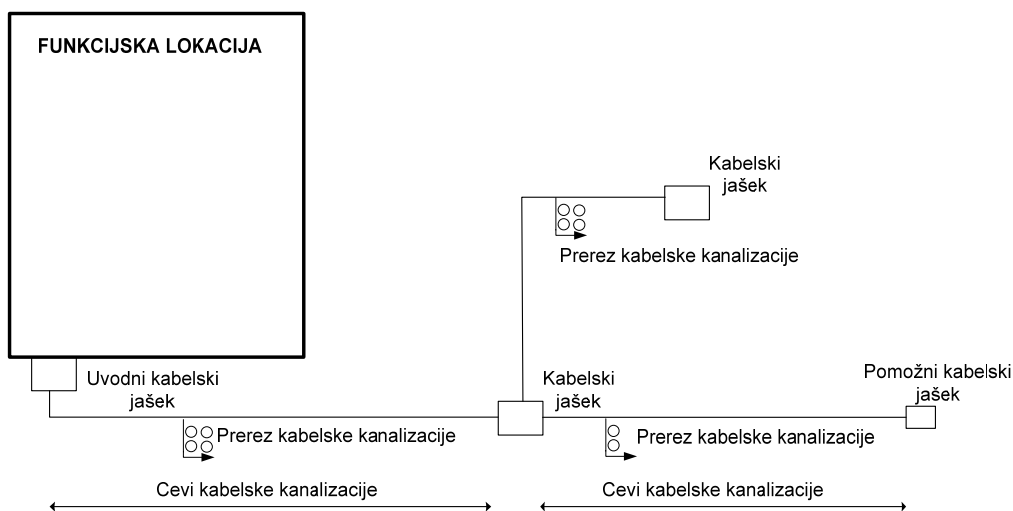 FUNKCIJSKA LOKACIJA
Kabelski
jašek
Prerez kabelske kanalizacije
Uvodni kabelski
jašek
Kabelski
jašek
Pomožni kabelski
jašek
Prerez kabelske kanalizacije
Prerez kabelske kanalizacije
Cevi kabelske kanalizacije
Cevi kabelske kanalizacije